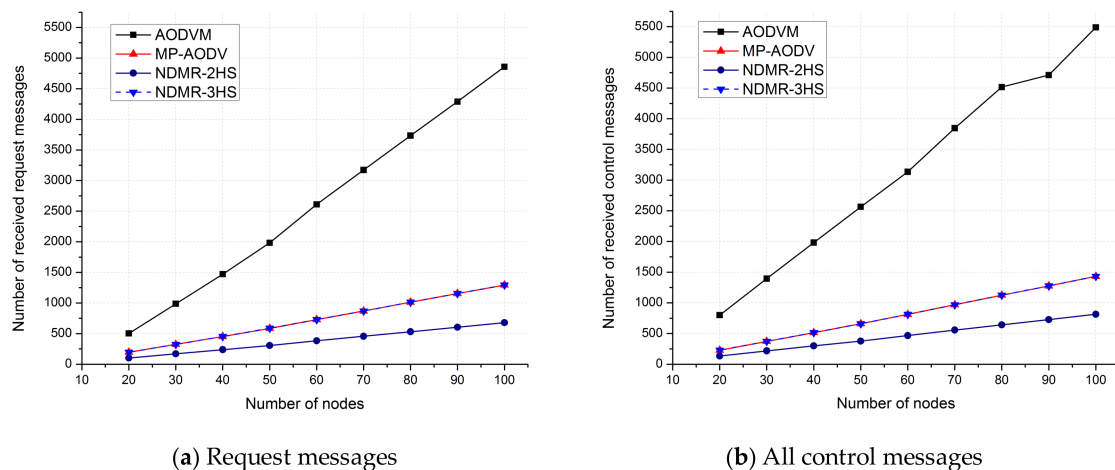 5500
5000
4500
4000
3500
3000
2500
2000
1500
1000
500
0
Number of received request messages
AODVM
MP-AODV
NDMR-2HS
NDMR-3HS
10 20 30 40 50 60 70 80 90 100
Number of nodes
(a) Request messages
5500
5000
4500
4000
3500
3000
2500
2000
1500
1000
500
0
Number of received control messages
AODVM
MP-AODV
NDMR-2HS
NDMR-3HS
10 20 30 40 50 60 70 80 90 100
Number of nodes
(b) All control messages